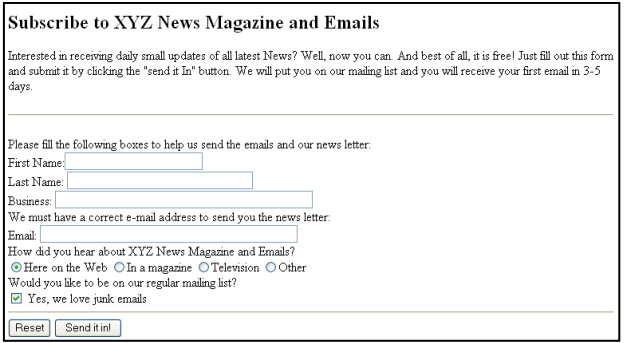 Subscribe to XYZ News Magazine and Emails
Interested in receiving daily small updates of all latest News? Well, now you can. And best of all, it is free! Just fill out this form
and submit it by clicking the "send it In" button. We will put you on our mailing list and you will receive your first email in 3-5
days.
Please fill the following boxes to help us send the emails and our news letter:
First Name:
Last Name:
Business:
We must have a correct e-mail address to send you the news letter:
Email:
How did you hear about XYZ News Magazine and Emails?
Here on the Web In a magazine Television Other
Would you like to be on our regular mailing list?
Yes, we love junk emails
Reset Send it in!